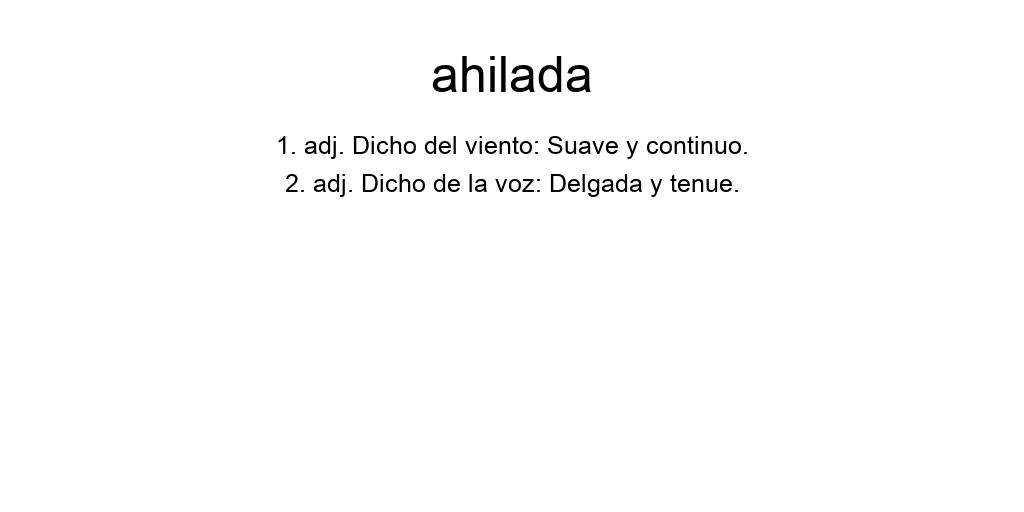 ahilada
1. adj. Dicho del viento: Suave y continuo.
2. adj. Dicho de la voz: Delgada y tenue.